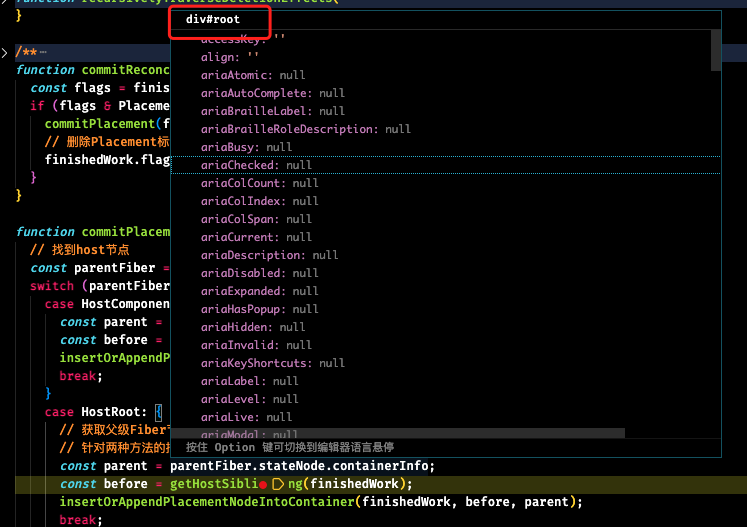 div#root
}
accessKey: ''
/**⋯
align: ''
function commitReconc
ariaAtomic: null
const flags = finis
ariaAutoComplete: null
if (flags & Placeme
ariaBrailleLabel: null
commitPlacement(f
ariaBrailleRoleDescription: null
// 删除Placement标
ariaBusy: null
finishedWork.flag
ariaChecked: null
}
ariaColCount: null
}
ariaColIndex: null
ariaColSpan: null
function commitPlacem
ariaCurrent: null
// 找到host节点
ariaDescription: null
const parentFiber =
ariaDisabled: null
switch (parentFiber
ariaExpanded: null
case HostComponen
ariaHasPopup: null
const parent =
ariaHidden: null
const before =
ariaInvalid: null
insertOrAppendP
ariaKeyShortcuts: null
break;
ariaLabel: null
}
ariaLevel: null
case HostRoot: {
ariaLive: null
// 获取父级Fiber
ariaModal: null
// 针对两种方法的
按住 Option 键可切换到编辑器语言悬停
const parent = parentFiber.stateNode.containerInfo;
const before = getHostSibling(finishedWork);
insertOrAppendPlacementNodeIntoContainer(finishedWork, before, parent);
break;